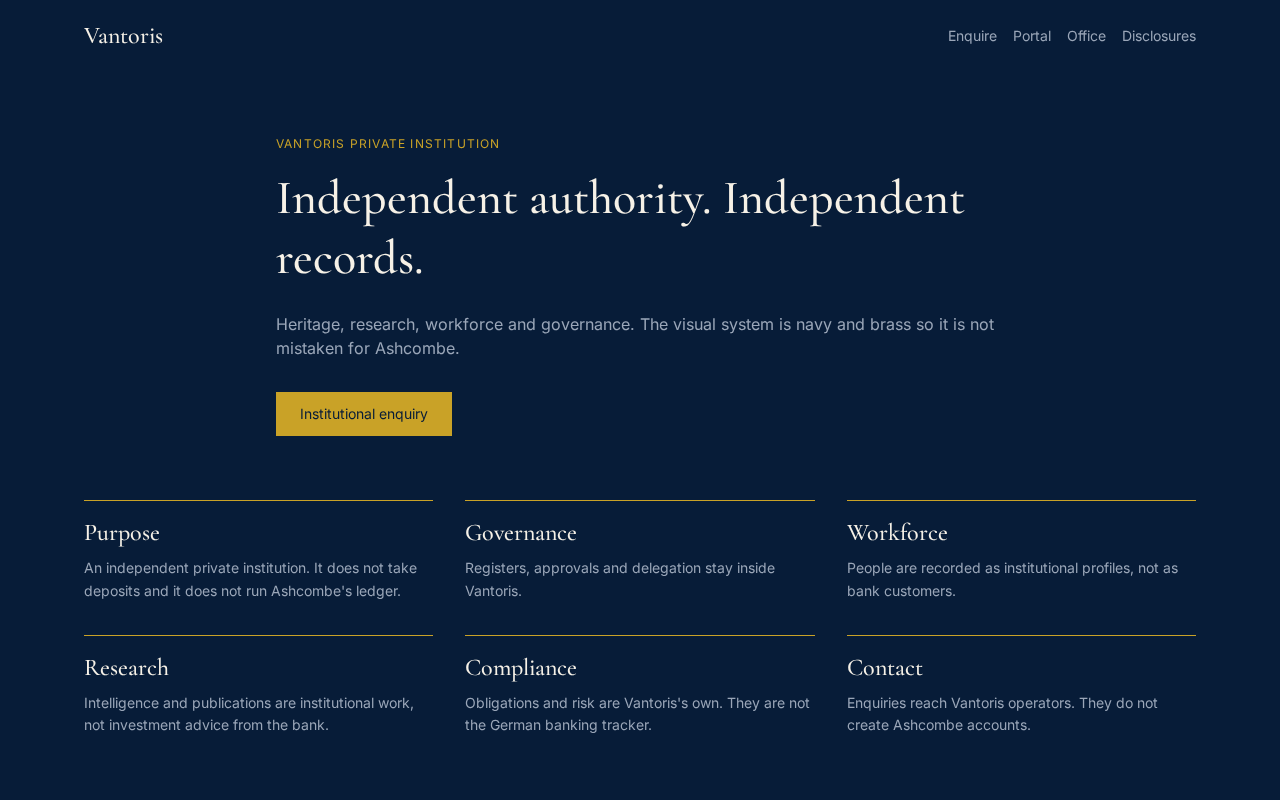 Vantoris
Enquire Portal Office Disclosures
VANTORIS PRIVATE INSTITUTION
Independent authority. Independent
records.
Heritage, research, workforce and governance. The visual system is navy and brass so it is not
mistaken for Ashcombe.
Institutional enquiry
Purpose
An independent private institution. It does not take
deposits and it does not run Ashcombe's ledger.
Governance
Registers, approvals and delegation stay inside
Vantoris.
Workforce
People are recorded as institutional profiles, not as
bank customers.
Research
Intelligence and publications are institutional work,
not investment advice from the bank.
Compliance
Obligations and risk are Vantoris's own. They are not
the German banking tracker.
Contact
Enquiries reach Vantoris operators. They do not
create Ashcombe accounts.